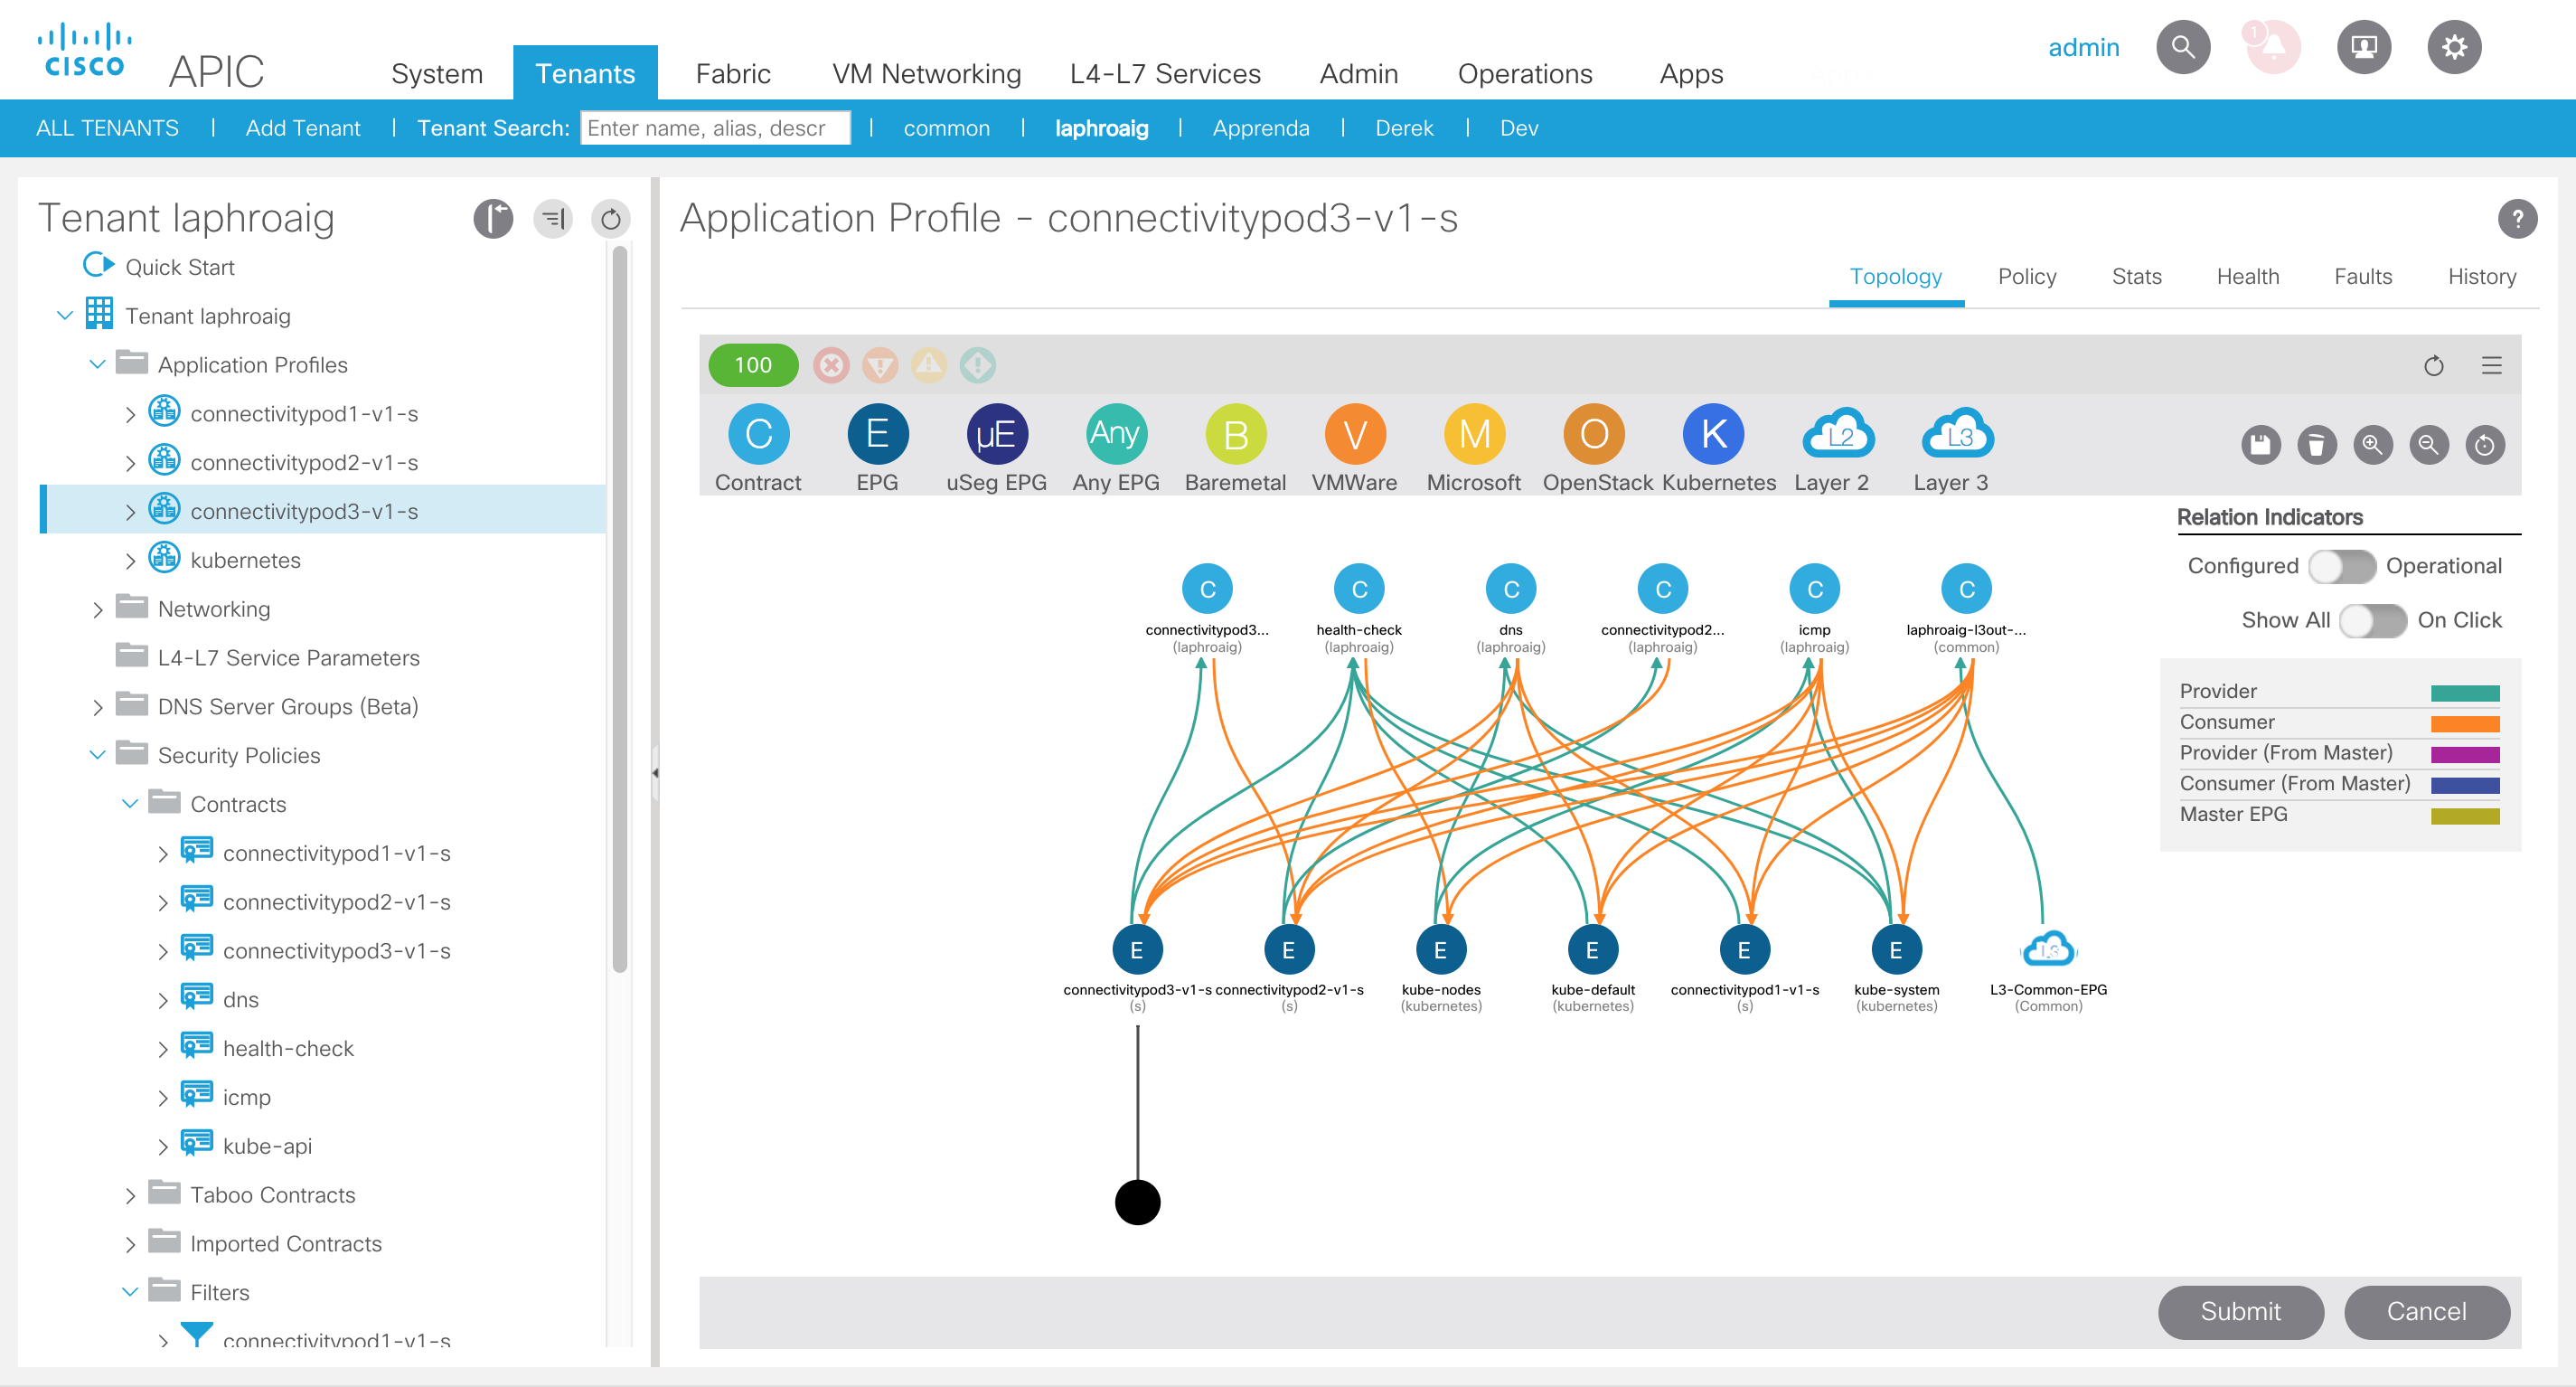 CISCO APIC
System Tenants Fabric VM Networking L4-L7 Services Admin Operations Apps
admin
1
ALL TENANTS | Add Tenant | Tenant Search: Enter name, alias, descr | common | laphroaig | Apprenda | Derek | Dev
Tenant laphroaig
Quick Start
Tenant laphroaig
Application Profiles
connectivitypod1-v1-s
connectivitypod2-v1-s
connectivitypod3-v1-s
kubernetes
Networking
L4-L7 Service Parameters
DNS Server Groups (Beta)
Security Policies
Contracts
connectivitypod1-v1-s
connectivitypod2-v1-s
connectivitypod3-v1-s
dns
health-check
icmp
kube-api
Taboo Contracts
Imported Contracts
Filters
connectivitypod1-v1-s
Application Profile - connectivitypod3-v1-s
?
Topology Policy Stats Health Faults History
100
C E µE Any B V M O K L2 L3
Contract EPG uSeg EPG Any EPG Baremetal VMWare Microsoft OpenStack Kubernetes Layer 2 Layer 3
Relation Indicators
Configured Operational
Show All On Click
Provider
Consumer
Provider (From Master)
Consumer (From Master)
Master EPG
C C C C C C
connectivitypod3... health-check dns connectivitypod2... icmp laphroaig-l3out-...
(laphroaig) (laphroaig) (laphroaig) (laphroaig) (laphroaig) (common)
E E E E E E L3
connectivitypod3-v1-s connectivitypod2-v1-s kube-nodes kube-default connectivitypod1-v1-s kube-system L3-Common-EPG
(s) (s) (kubernetes) (kubernetes) (s) (kubernetes) (Common)
Submit Cancel